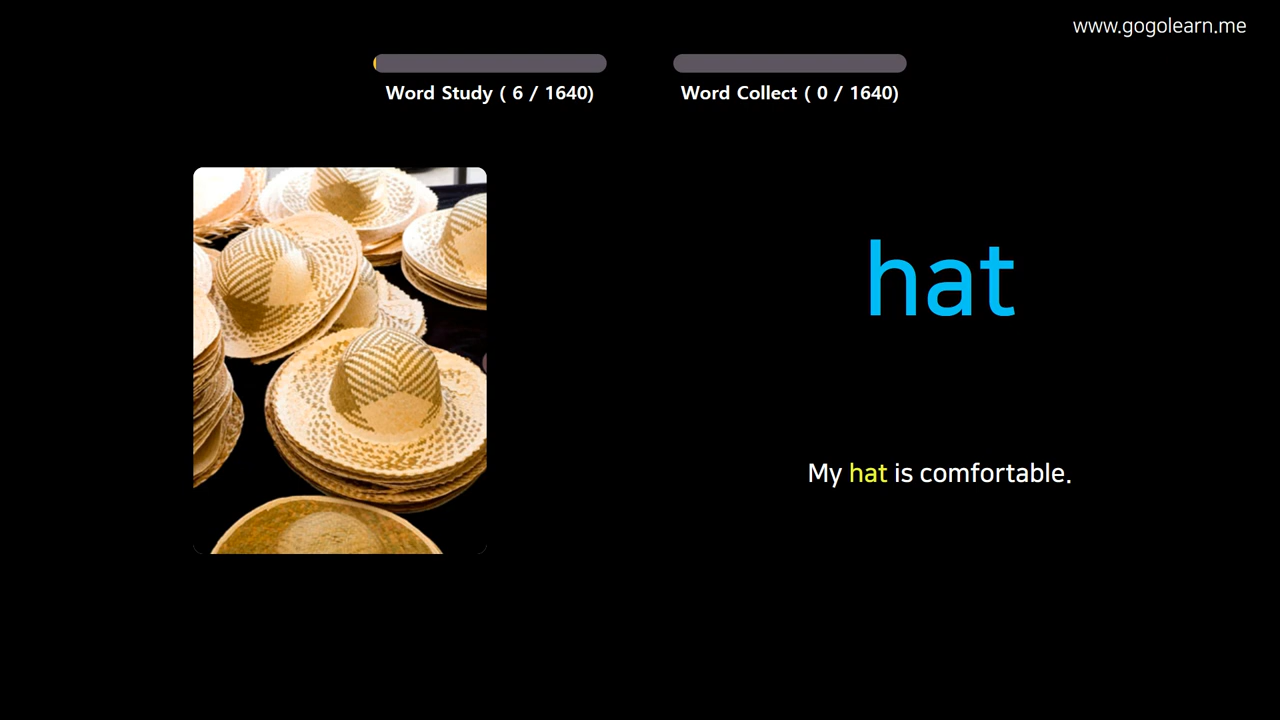 www.gogolearn.me
Word Study ( 6 / 1640)
Word Collect ( 0 / 1640)
hat
My hat is comfortable.